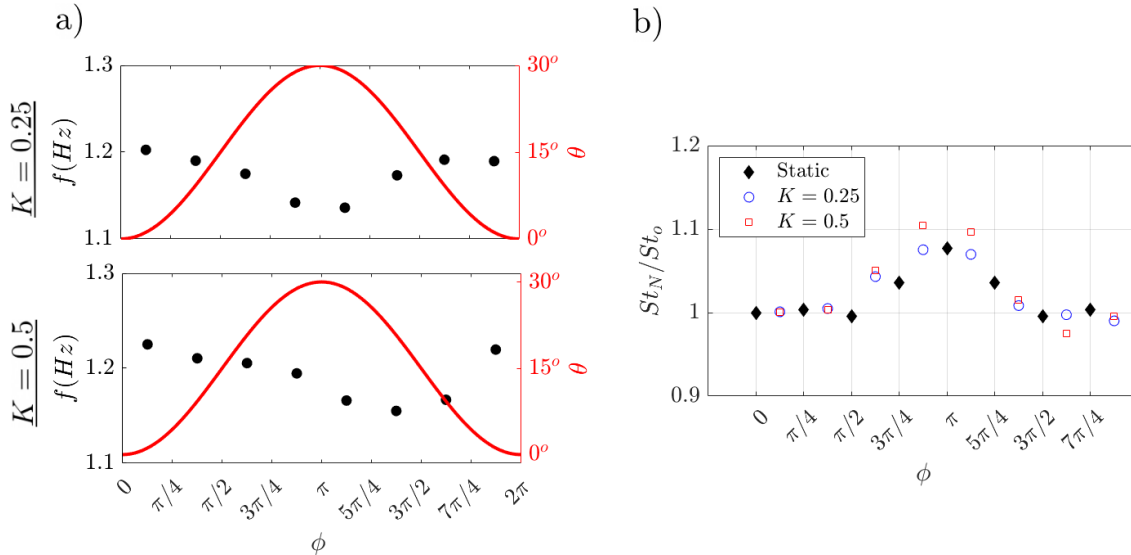 a)
K = 0.25
f(Hz)
1.3
1.2
1.1
30°
15°
0°
θ
K = 0.5
f(Hz)
1.3
1.2
1.1
30°
15°
0°
θ
0 π/4 π/2 3π/4 π 5π/4 3π/2 7π/4 2π
ϕ
b)
St_N/St_o
1.2
1.1
1
0.9
Static
K = 0.25
K = 0.5
0 π/4 π/2 3π/4 π 5π/4 3π/2 7π/4
ϕ